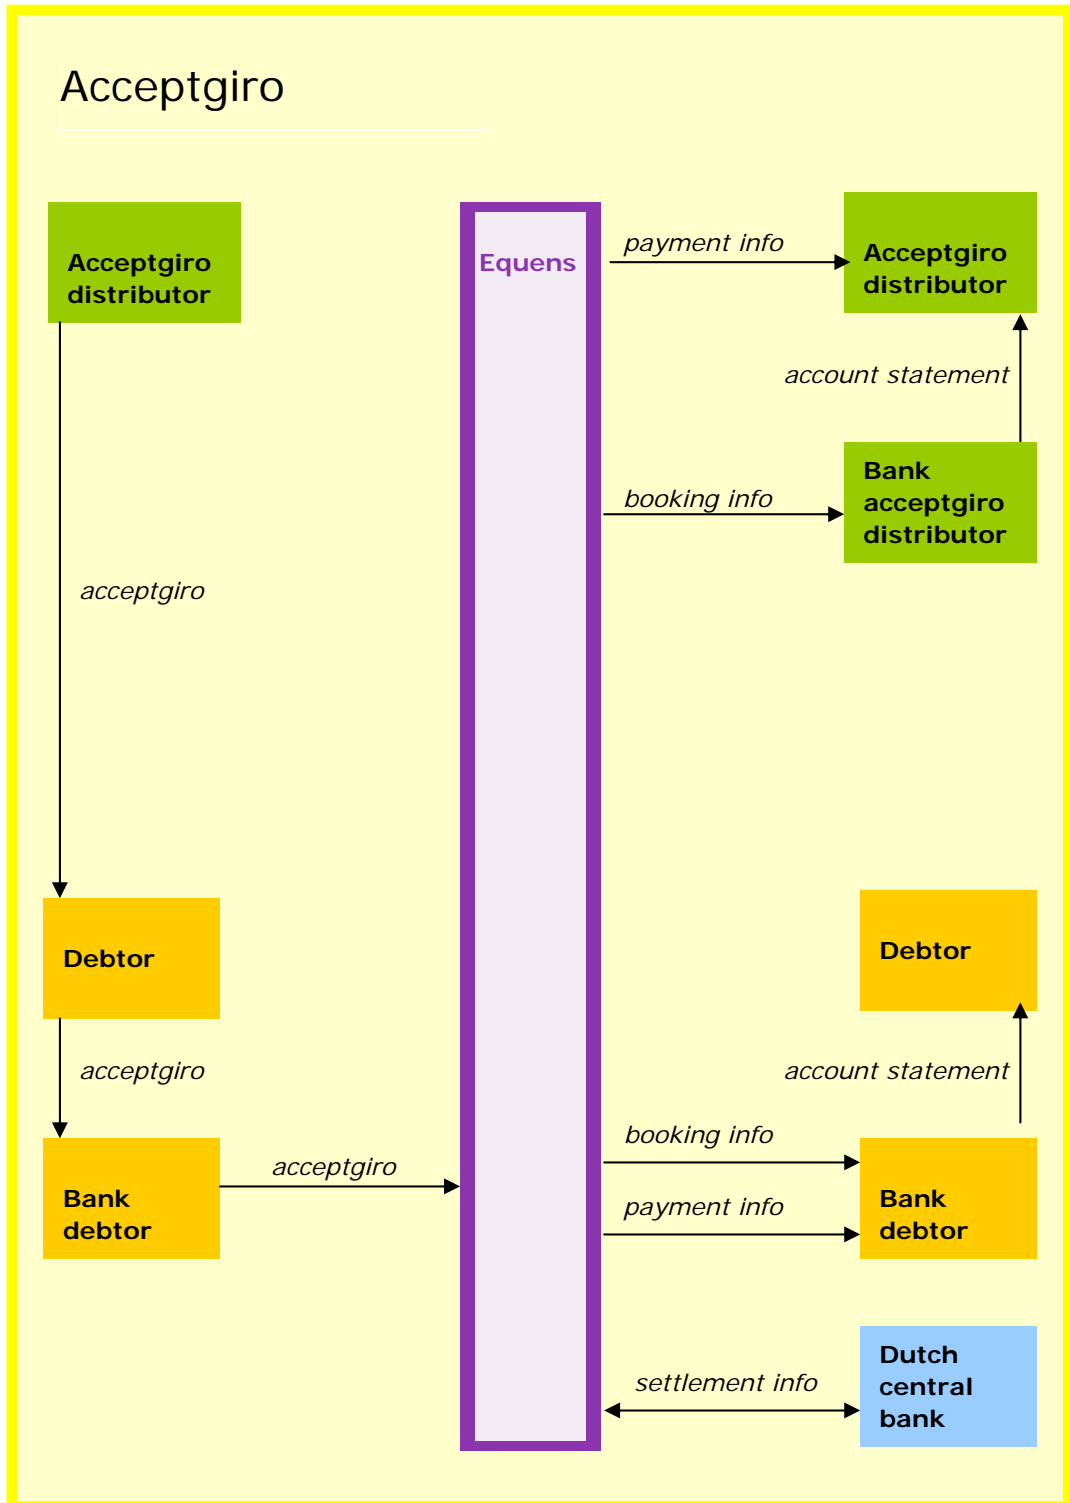 Acceptgiro
Acceptgiro
distributor
Equens
payment info
Acceptgiro
distributor
account statement
booking info
Bank
acceptgiro
distributor
acceptgiro
Debtor
Debtor
acceptgiro
account statement
Bank
debtor
acceptgiro
booking info
payment info
Bank
debtor
settlement info
Dutch
central
bank